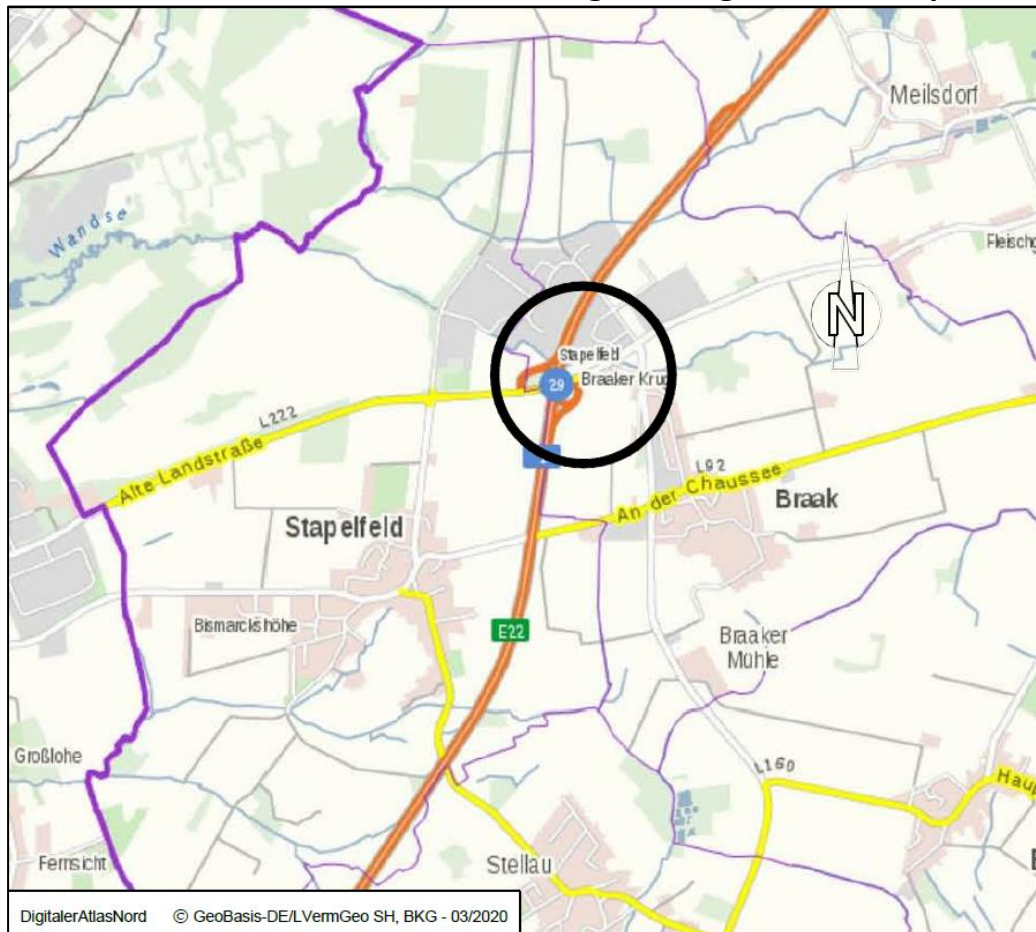 Meilsdorf
Wandse
N
Stapelfeld
29
Braaker Krug
L222
Alte Landstraße
L92
An der Chaussee
Braak
Stapelfeld
Bismarckshöhe
E22
Braaker
Mühle
Großlohe
L160
Fernsicht
Stellau
DigitalerAtlasNord © GeoBasis-DE/LVermGeo SH, BKG - 03/2020